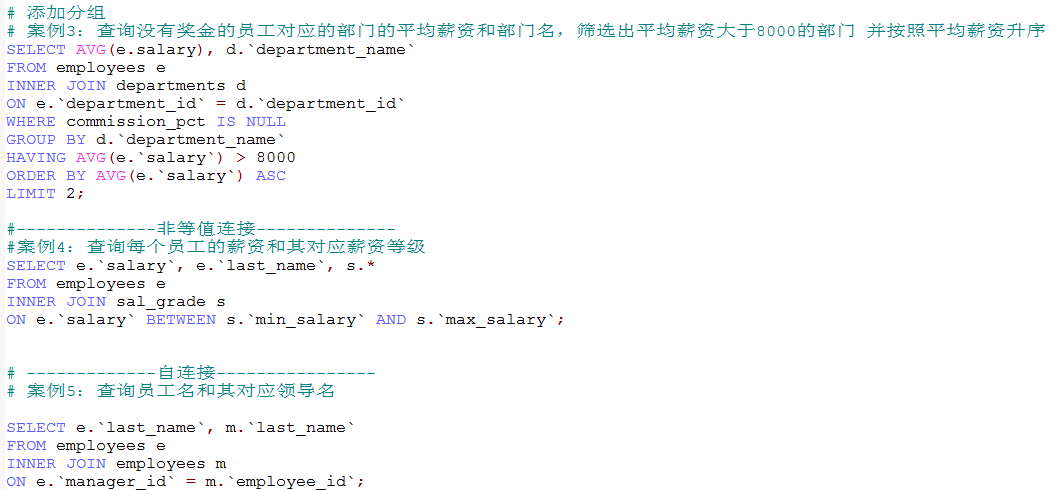 # 添加分组
# 案例3：查询没有奖金的员工对应的部门的平均薪资和部门名，筛选出平均薪资大于8000的部门 并按照平均薪资升序
SELECT AVG(e.salary), d.`department_name`
FROM employees e
INNER JOIN departments d
ON e.`department_id` = d.`department_id`
WHERE commission_pct IS NULL
GROUP BY d.`department_name`
HAVING AVG(e.`salary`) > 8000
ORDER BY AVG(e.`salary`) ASC
LIMIT 2;
#--------------非等值连接--------------
#案例4：查询每个员工的薪资和其对应薪资等级
SELECT e.`salary`, e.`last_name`, s.*
FROM employees e
INNER JOIN sal_grade s
ON e.`salary` BETWEEN s.`min_salary` AND s.`max_salary`;
# -------------自连接----------------
# 案例5：查询员工名和其对应领导名
SELECT e.`last_name`, m.`last_name`
FROM employees e
INNER JOIN employees m
ON e.`manager_id` = m.`employee_id`;